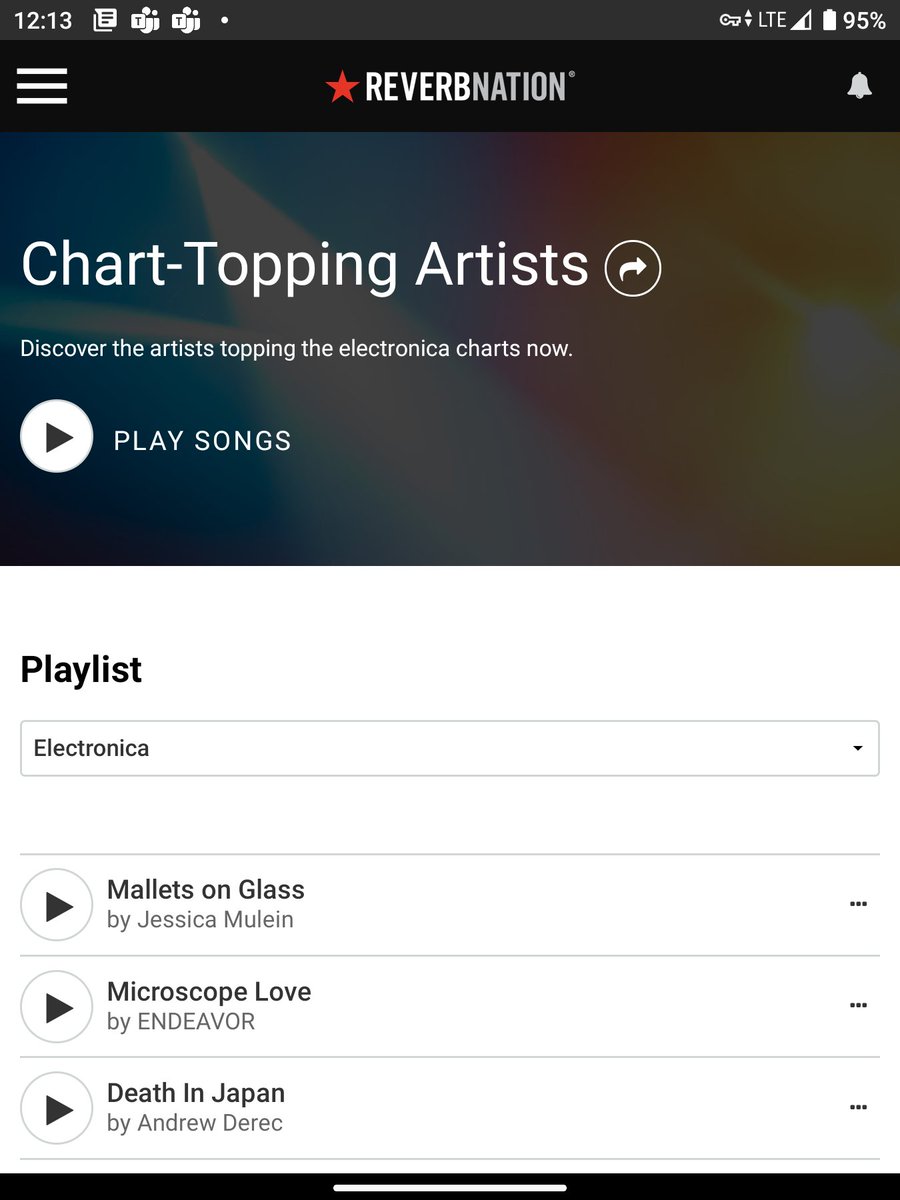 12:13 LTE 95%
REVERBNATION®
Chart-Topping Artists
Discover the artists topping the electronica charts now.
PLAY SONGS
Playlist
Electronica
Mallets on Glass
by Jessica Mulein
Microscope Love
by ENDEAVOR
Death In Japan
by Andrew Derec